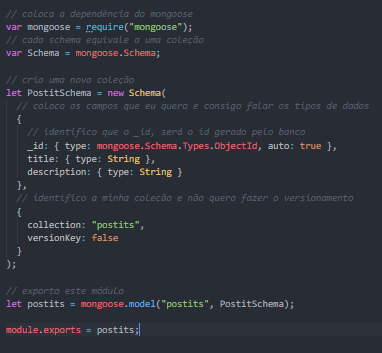 // coloca a dependência do mongoose
var mongoose = require("mongoose");
// cada schema equivale a uma coleção
var Schema = mongoose.Schema;
// crio uma nova coleção
let PostitSchema = new Schema(
// coloco os campos que eu quero e consigo falar os tipos de dados
{
// identifico que o _id, será o id gerado pelo banco
_id: { type: mongoose.Schema.Types.ObjectId, auto: true },
title: { type: String },
description: { type: String }
},
// identifico a minha coleção e não quero fazer o versionamento
{
collection: "postits",
versionKey: false
}
);
// exporto este módulo
let postits = mongoose.model("postits", PostitSchema);
module.exports = postits;